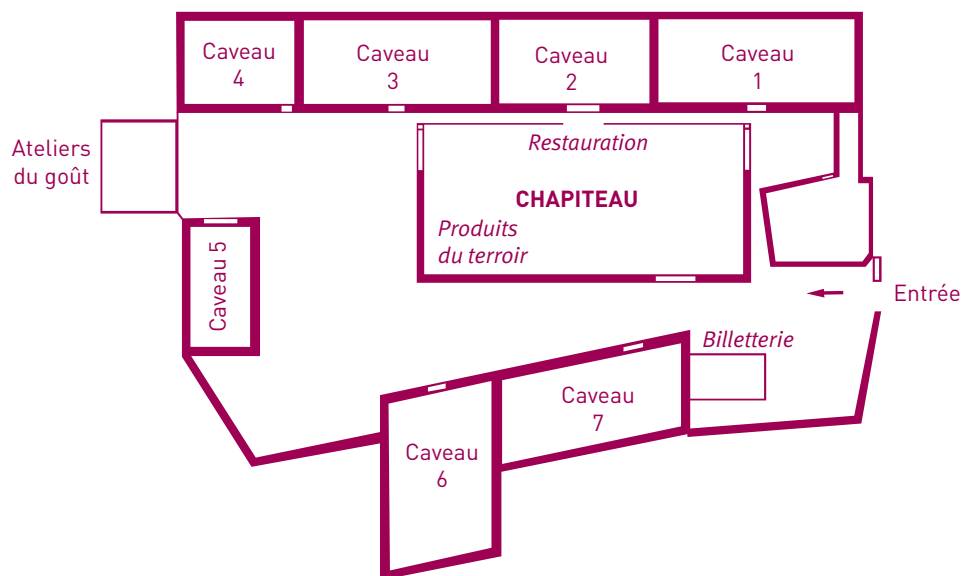 Caveau
4
Caveau
3
Caveau
2
Caveau
1
Ateliers
du goût
Restauration
CHAPITEAU
Produits
du terroir
Caveau 5
Entrée
Billetterie
Caveau
7
Caveau
6